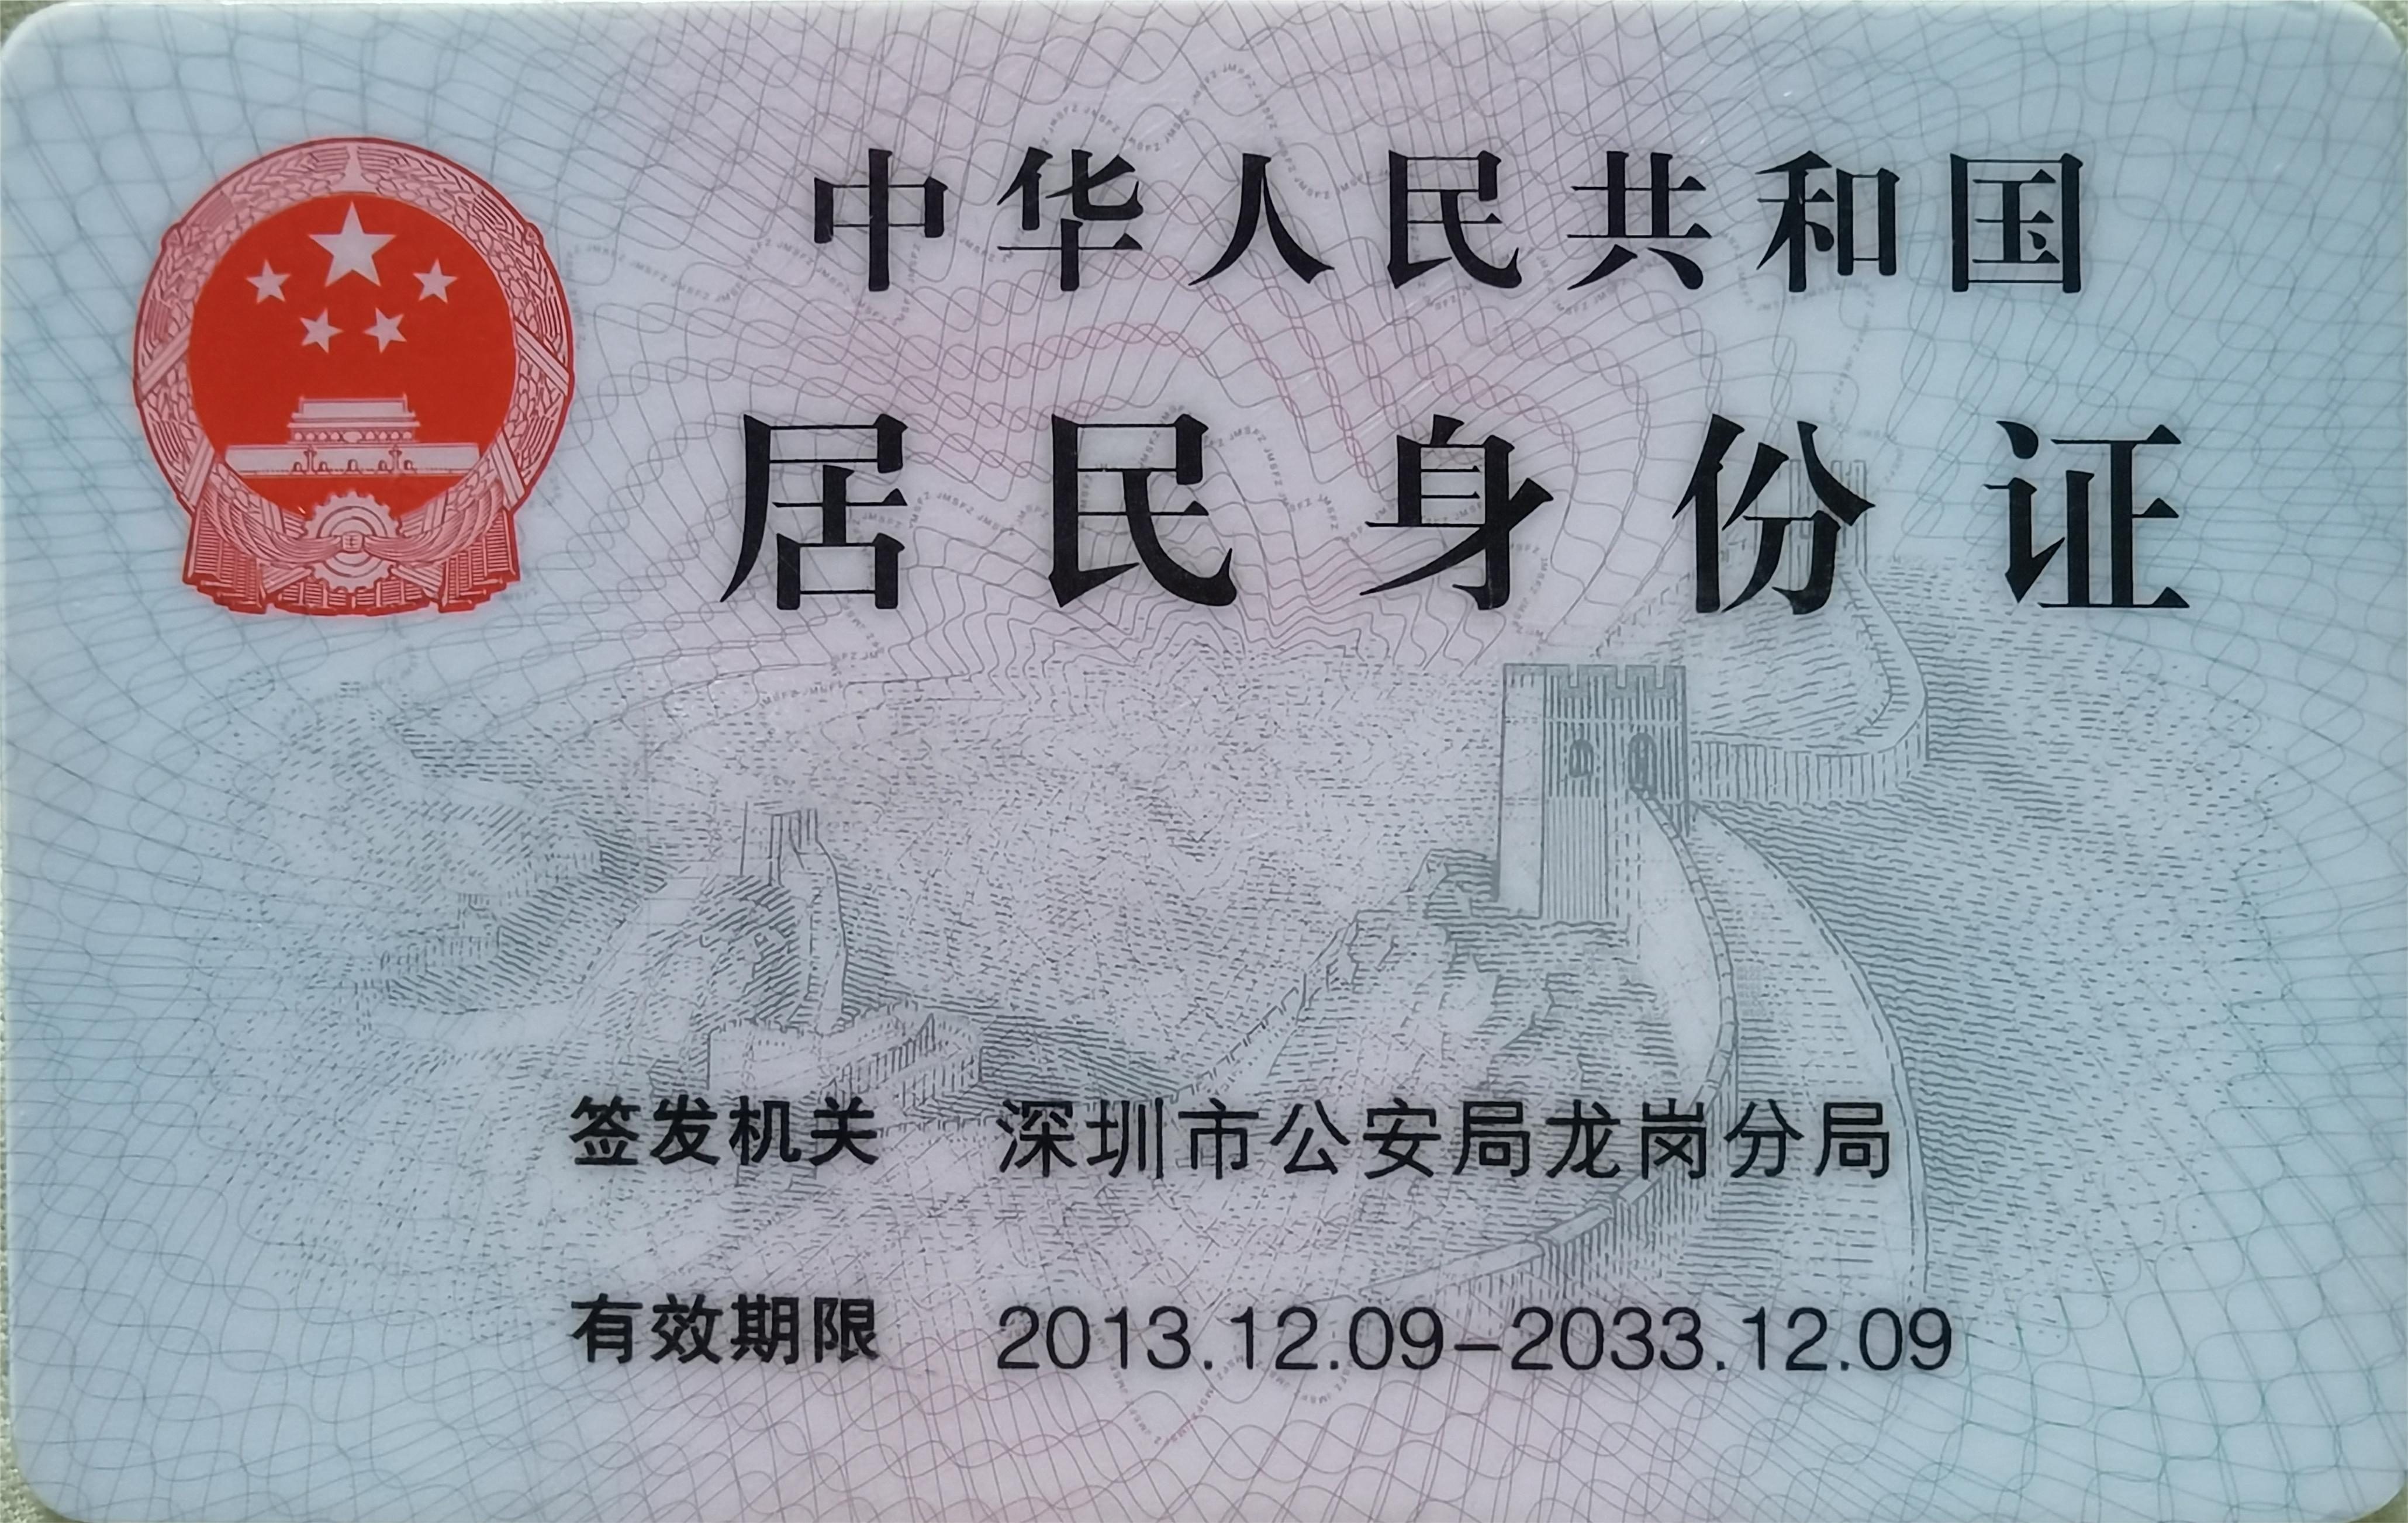 中华人民共和国
居民身份证
签发机关 深圳市公安局龙岗分局
有效期限 2013.12.09-2033.12.09